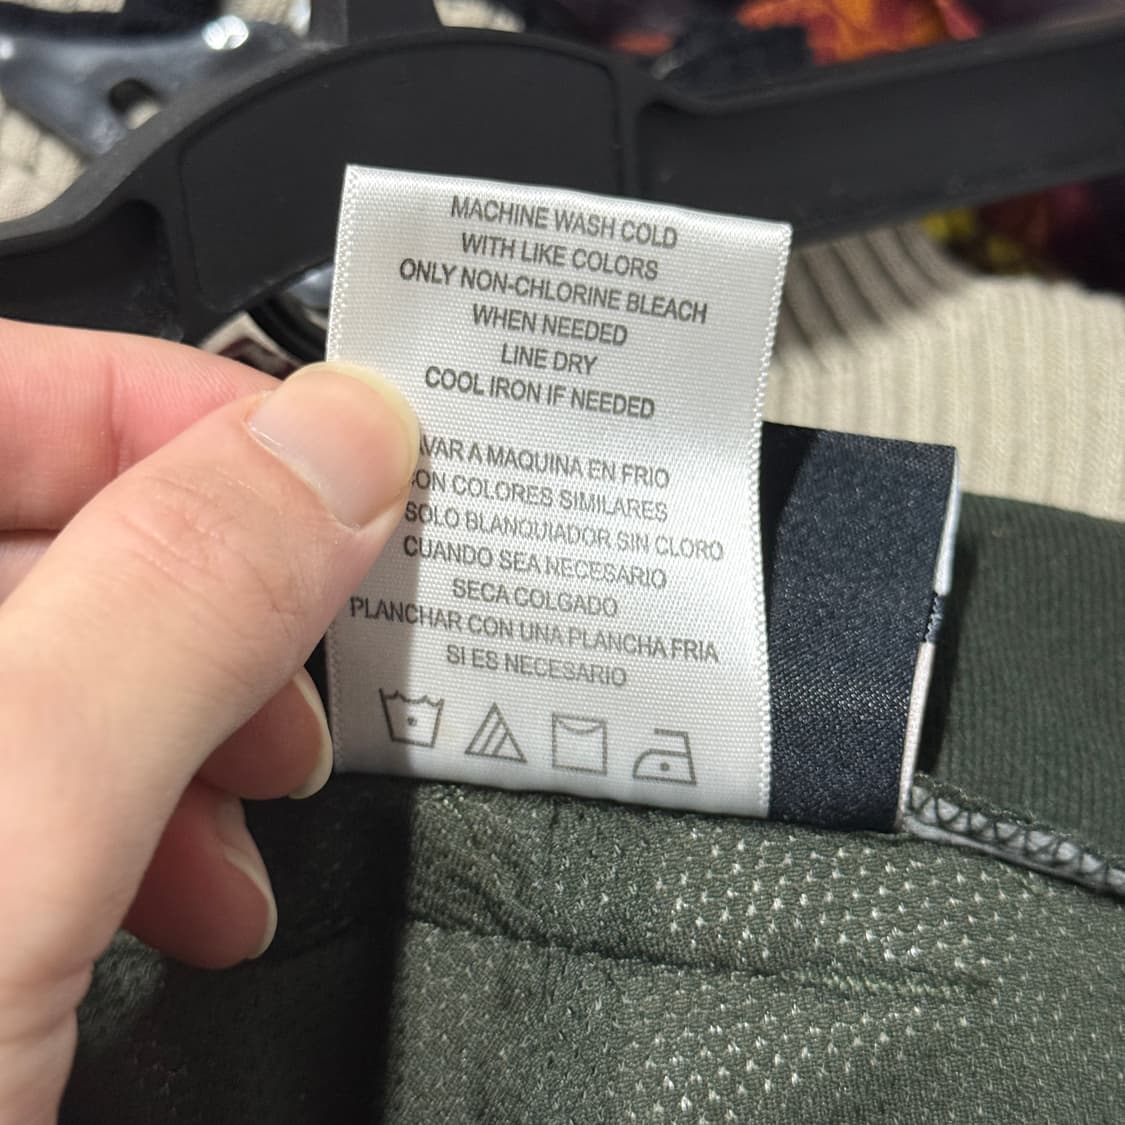 MACHINE WASH COLD
WITH LIKE COLORS
ONLY NON-CHLORINE BLEACH
WHEN NEEDED
LINE DRY
COOL IRON IF NEEDED
AVAR A MAQUINA EN FRIO
ON COLORES SIMILARES
SOLO BLANQUIADOR SIN CLORO
CUANDO SEA NECESARIO
SECA COLGADO
PLANCHAR CON UNA PLANCHA FRIA
SI ES NECESARIO